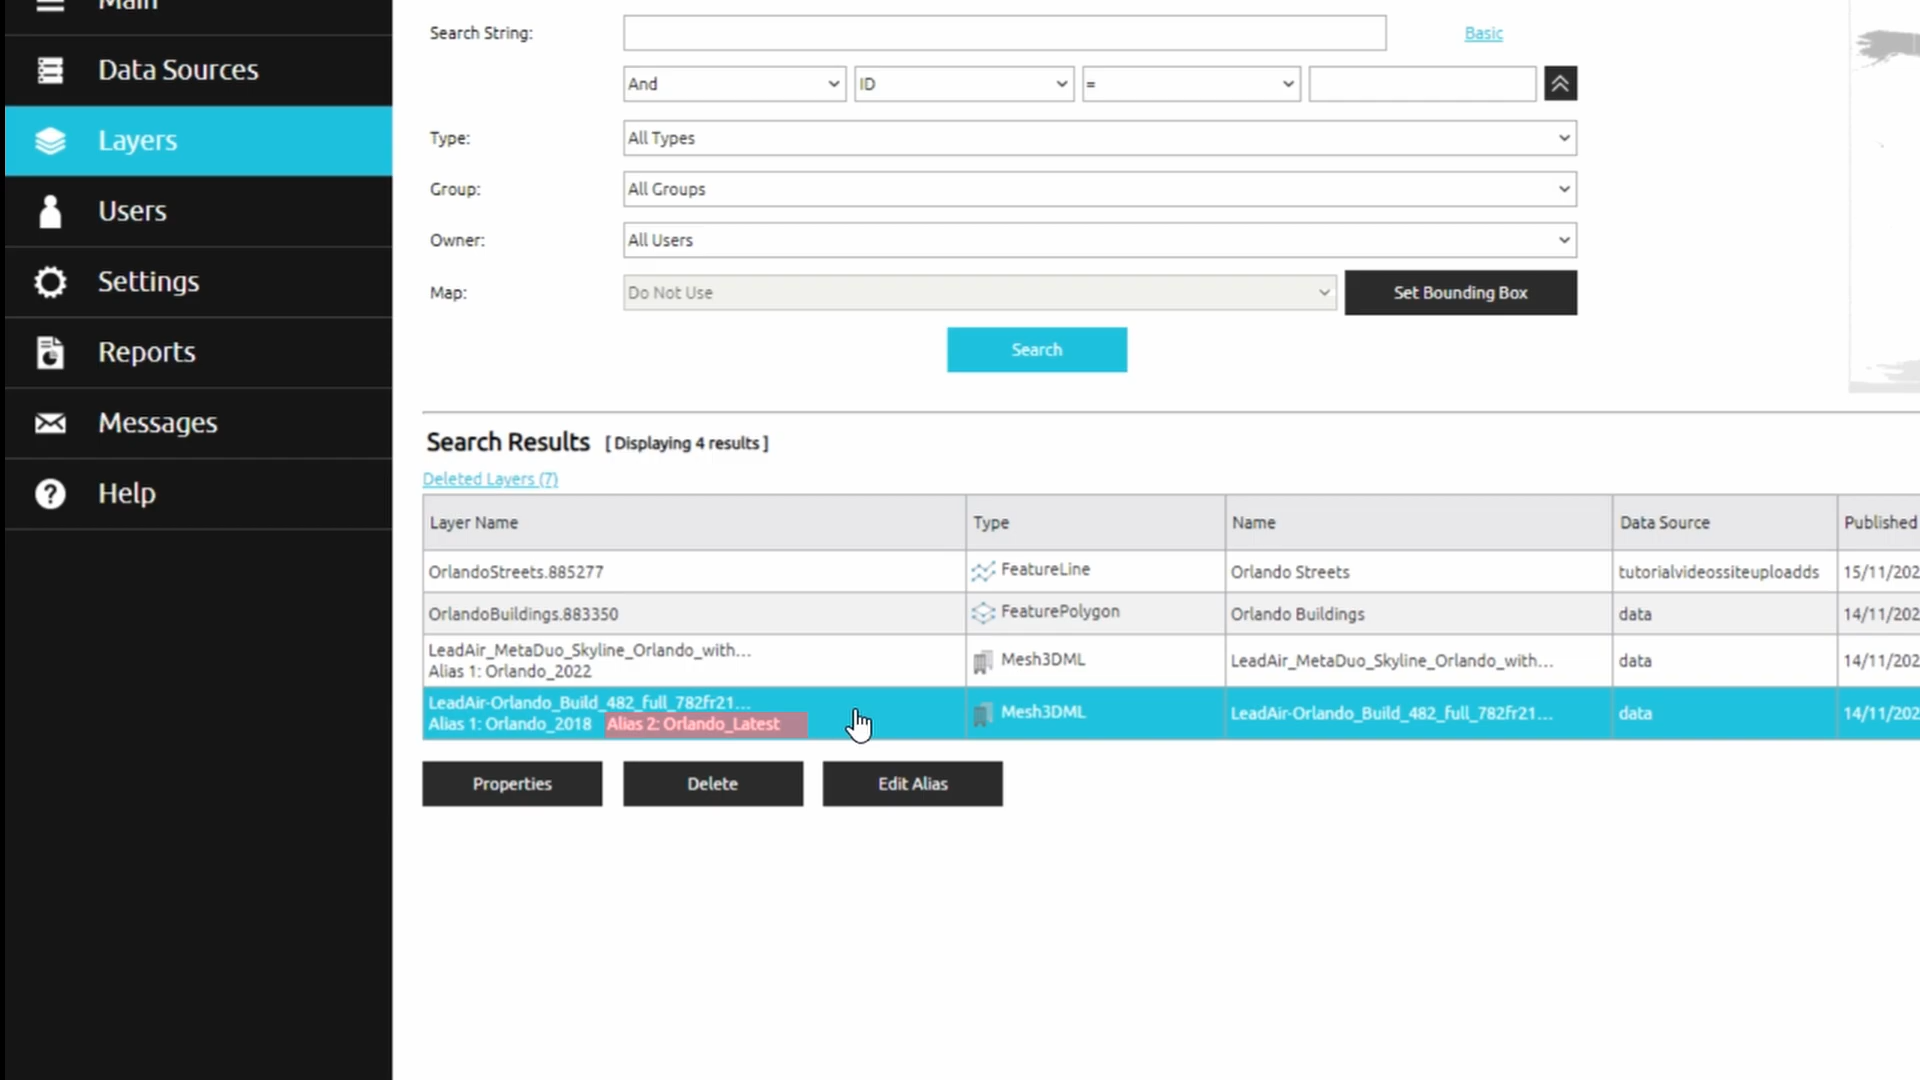 Main
Data Sources
Layers
Users
Settings
Reports
Messages
Help
Search String:
Basic
And ID =
Type: All Types
Group: All Groups
Owner: All Users
Map: Do Not Use Set Bounding Box
Search
Search Results [ Displaying 4 results ]
Deleted Layers (7)
Layer Name Type Name Data Source Published
OrlandoStreets.885277 FeatureLine Orlando Streets tutorialvideossiteuploadds 15/11/202
OrlandoBuildings.883350 FeaturePolygon Orlando Buildings data 14/11/202
LeadAir_MetaDuo_Skyline_Orlando_with... Mesh3DML LeadAir_MetaDuo_Skyline_Orlando_with... data 14/11/202
Alias 1: Orlando_2022
LeadAir-Orlando_Build_482_full_782fr21... Mesh3DML LeadAir-Orlando_Build_482_full_782fr21... data 14/11/202
Alias 1: Orlando_2018 Alias 2: Orlando_Latest
Properties Delete Edit Alias